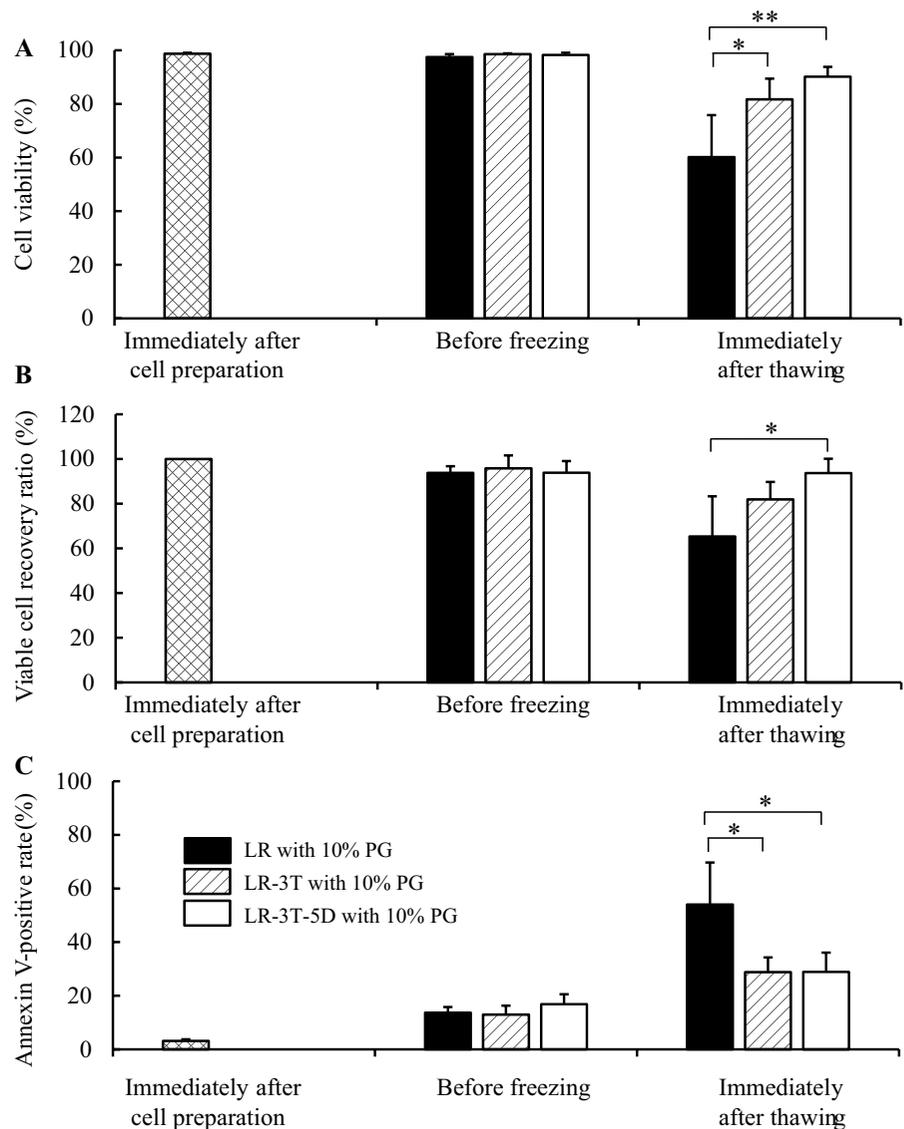 A
Cell viability (%)
100
80
60
40
20
0
*
**
Immediately after
cell preparation
Before freezing
Immediately
after thawing
B
Viable cell recovery ratio (%)
120
100
80
60
40
20
0
*
Immediately after
cell preparation
Before freezing
Immediately
after thawing
C
Annexin V-positive rate(%)
100
80
60
40
20
0
LR with 10% PG
LR-3T with 10% PG
LR-3T-5D with 10% PG
*
*
Immediately after
cell preparation
Before freezing
Immediately
after thawing